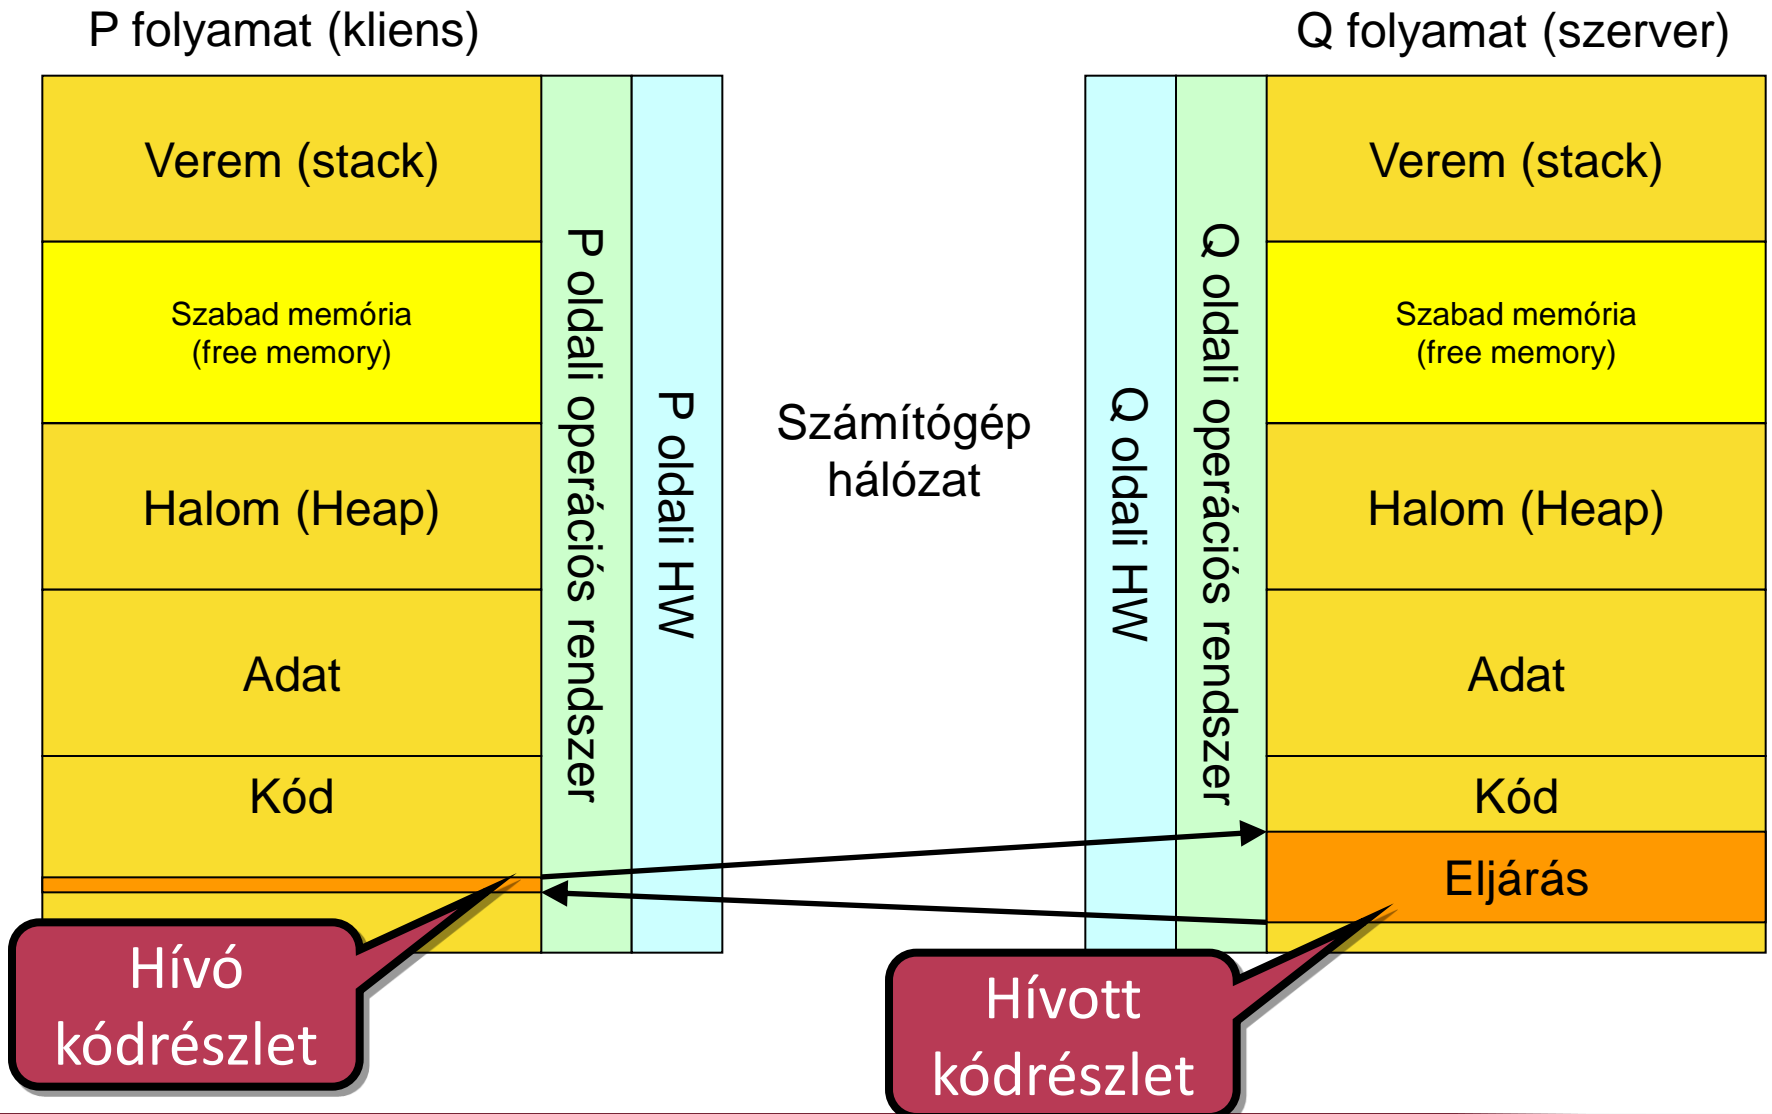 P folyamat (kliens)
Q folyamat (szerver)
Verem (stack)
Szabad memória
(free memory)
Halom (Heap)
Adat
Kód
P oldali operációs rendszer
P oldali HW
Számítógép
hálózat
Q oldali HW
Q oldali operációs rendszer
Verem (stack)
Szabad memória
(free memory)
Halom (Heap)
Adat
Kód
Eljárás
Hívó
kódrészlet
Hívott
kódrészlet